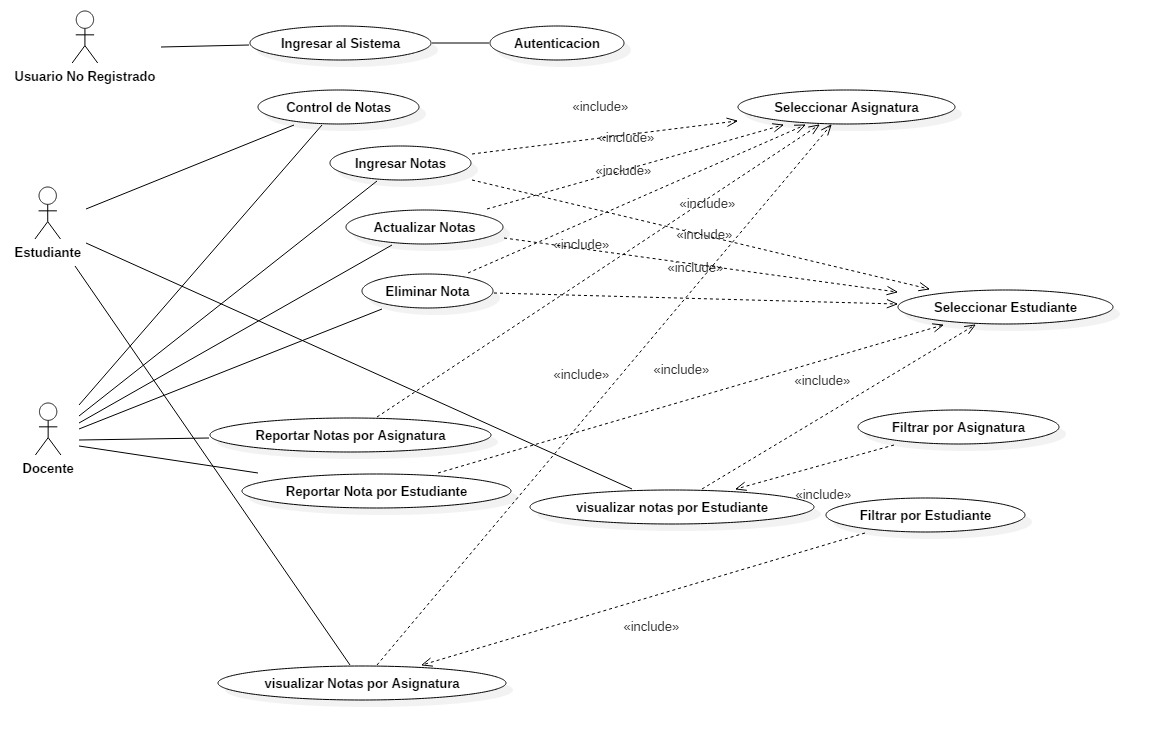 Usuario No Registrado
Ingresar al Sistema
Autenticacion
Control de Notas
«include»
Seleccionar Asignatura
«include»
Ingresar Notas
«include»
«include»
Actualizar Notas
«include»
«include»
Estudiante
«include»
Eliminar Nota
Seleccionar Estudiante
«include»
«include»
«include»
Filtrar por Asignatura
Reportar Notas por Asignatura
Docente
Reportar Nota por Estudiante
«include»
visualizar notas por Estudiante
Filtrar por Estudiante
«include»
visualizar Notas por Asignatura